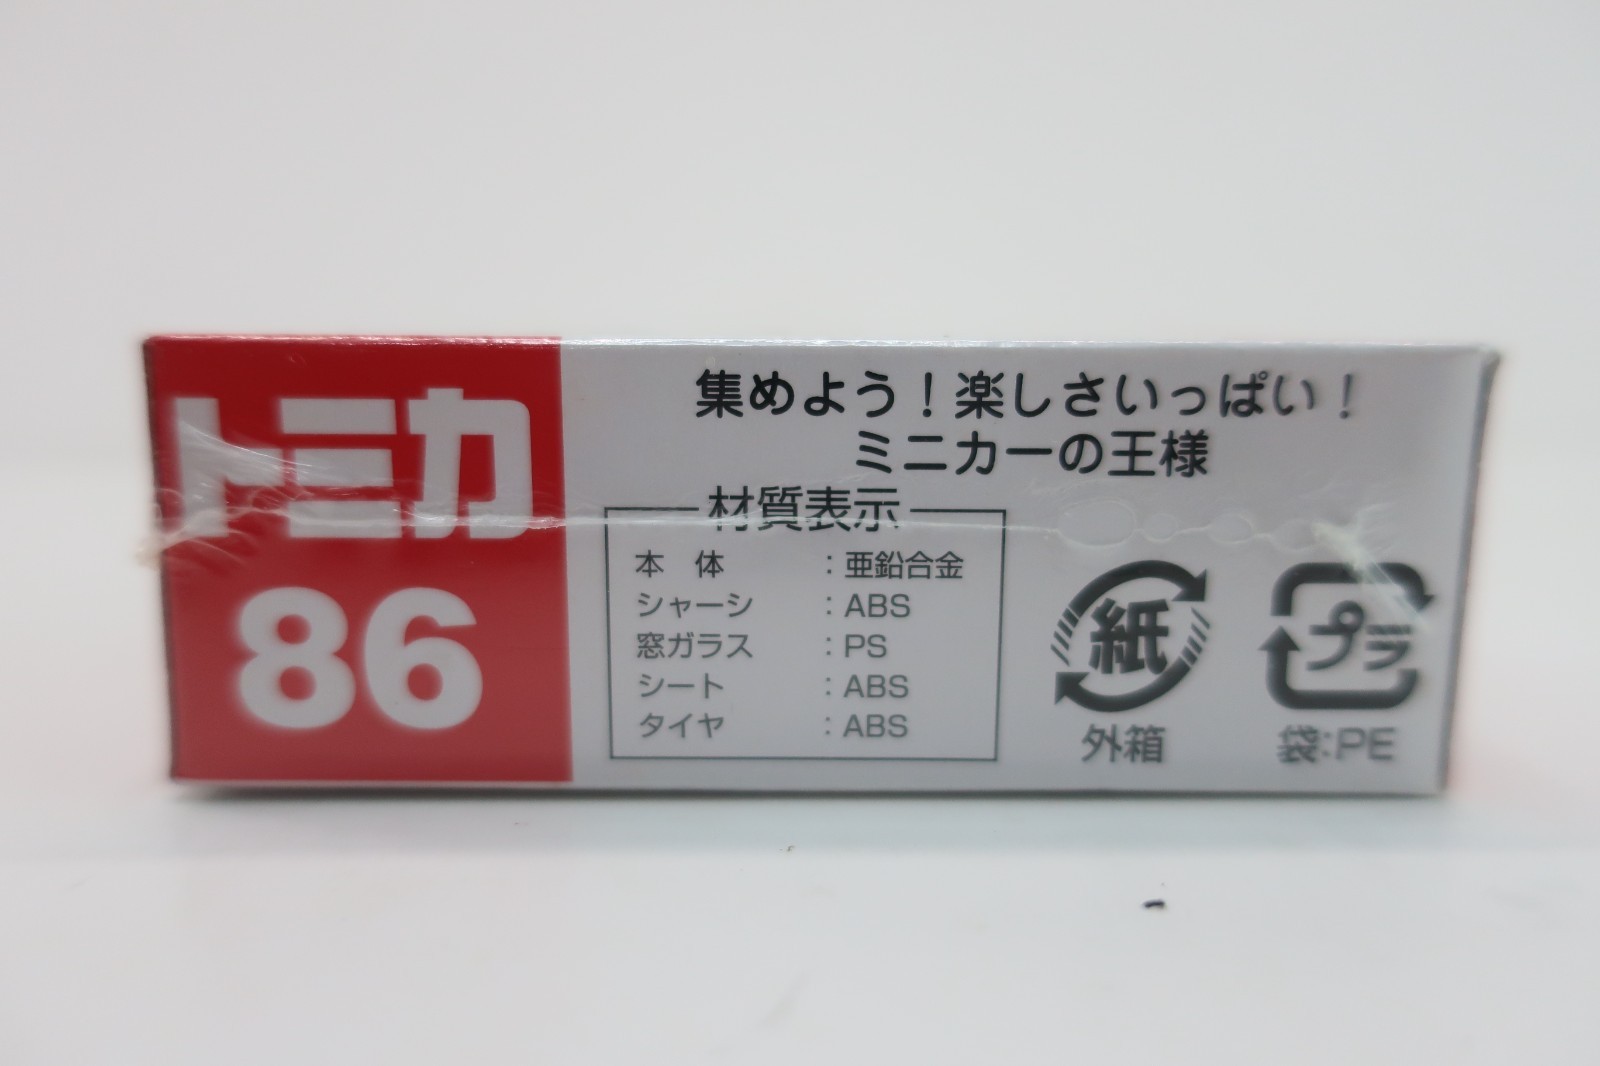 トミカ
86
集めよう！楽しさいっぱい！
ミニカーの王様
材質表示
本 体 ：亜鉛合金
シャーシ ：ABS
窓ガラス ：PS
シート ：ABS
タイヤ ：ABS
紙
外箱
プラ
袋：PE